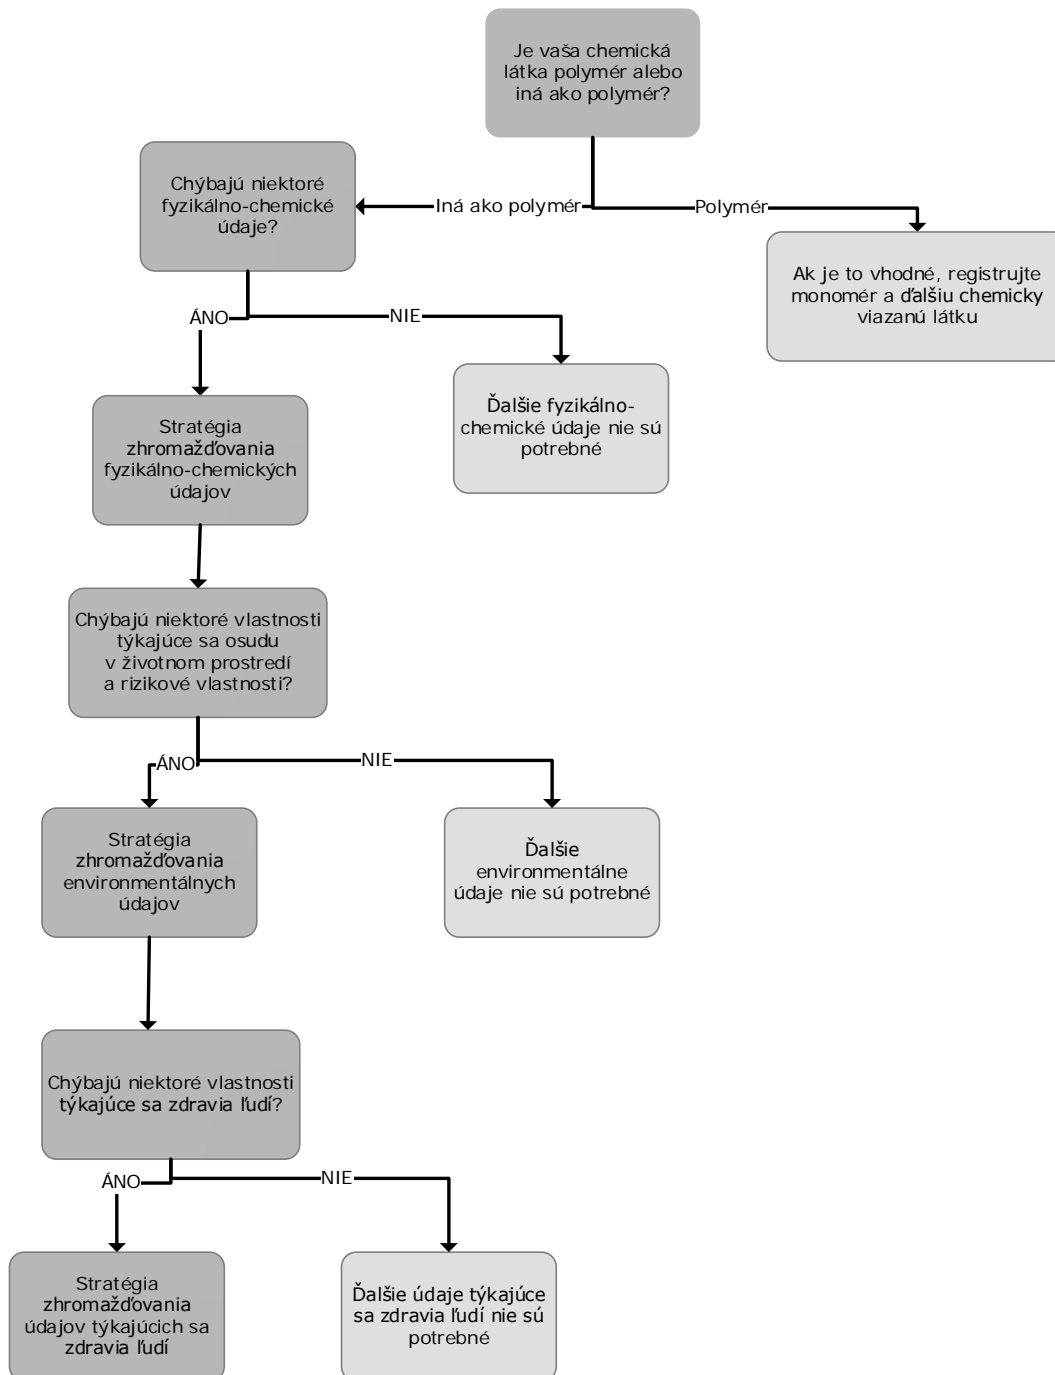 Je vaša chemická
látka polymér alebo
iná ako polymér?
Chýbajú niektoré
fyzikálno-chemické
údaje?
Iná ako polymér
Polymér
Ak je to vhodné, registrujte
monomér a ďalšiu chemicky
viazanú látku
ÁNO
NIE
Stratégia
zhromažďovania
fyzikálno-chemických
údajov
Ďalšie fyzikálno-
chemické údaje nie sú
potrebné
Chýbajú niektoré vlastnosti
týkajúce sa osudu
v životnom prostredí
a rizikové vlastnosti?
ÁNO
NIE
Stratégia
zhromažďovania
environmentálnych
údajov
Ďalšie
environmentálne
údaje nie sú potrebné
Chýbajú niektoré vlastnosti
týkajúce sa zdravia ľudí?
ÁNO
NIE
Stratégia
zhromažďovania
údajov týkajúcich sa
zdravia ľudí
Ďalšie údaje týkajúce
sa zdravia ľudí nie sú
potrebné